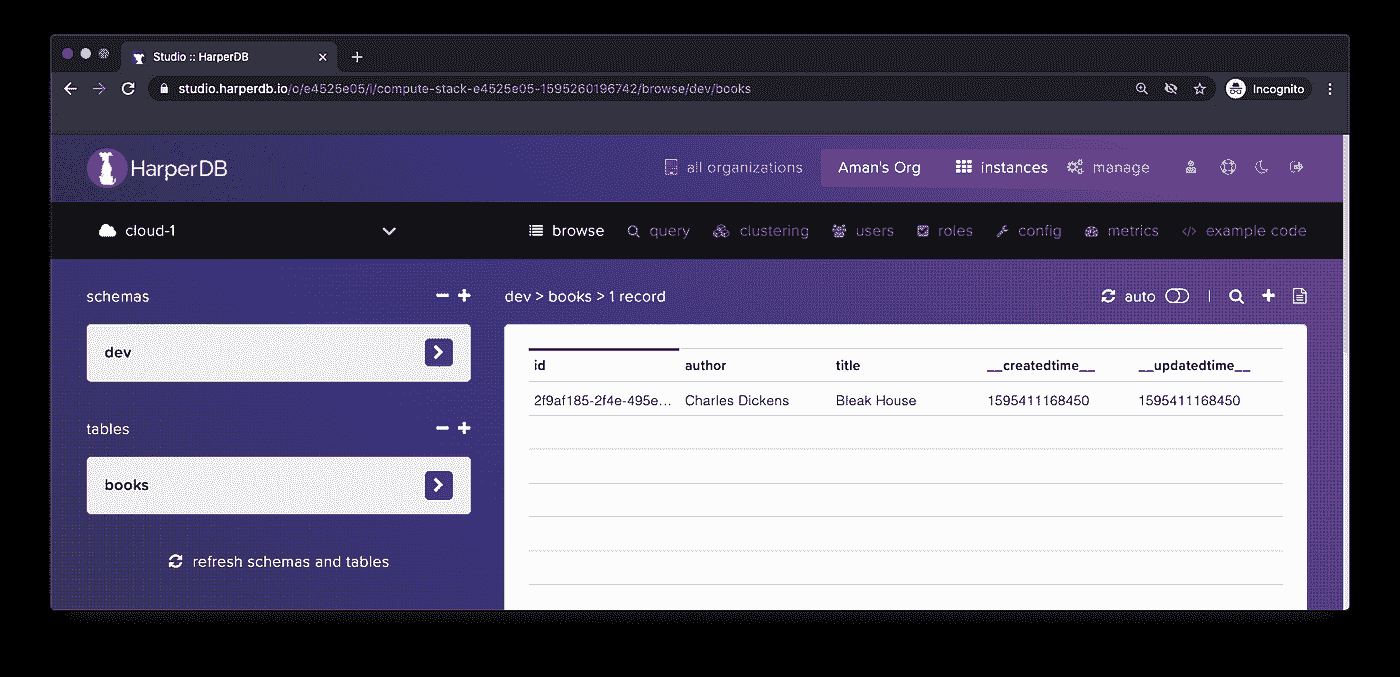 Studio :: HarperDB
studio.harperdb.io/o/e4525e05/i/compute-stack-e4525e05-1595260196742/browse/dev/books
Incognito
HarperDB
all organizations
Aman's Org
instances
manage
cloud-1
browse
query
clustering
users
roles
config
metrics
example code
schemas
dev > books > 1 record
auto
dev
id author title __createdtime__ __updatedtime__
2f9af185-2f4e-495e... Charles Dickens Bleak House 1595411168450 1595411168450
tables
books
refresh schemas and tables